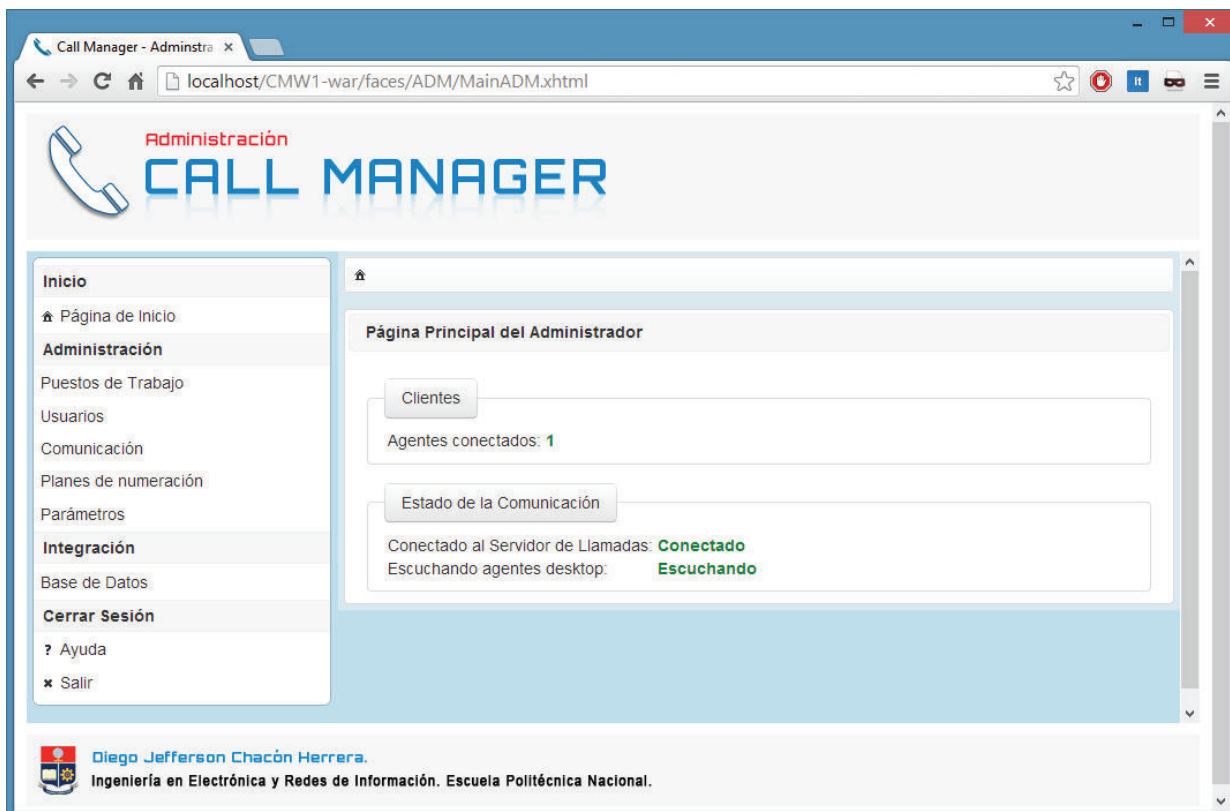 Call Manager - Adminstra
localhost/CMW1-war/faces/ADM/MainADM.xhtml
It
Administración
CALL MANAGER
Inicio
Página de Inicio
Administración
Puestos de Trabajo
Usuarios
Comunicación
Planes de numeración
Parámetros
Integración
Base de Datos
Cerrar Sesión
? Ayuda
Salir
Página Principal del Administrador
Clientes
Agentes conectados: 1
Estado de la Comunicación
Conectado al Servidor de Llamadas: Conectado
Escuchando agentes desktop: Escuchando
Diego Jefferson Chacón Herrera.
Ingeniería en Electrónica y Redes de Información. Escuela Politécnica Nacional.